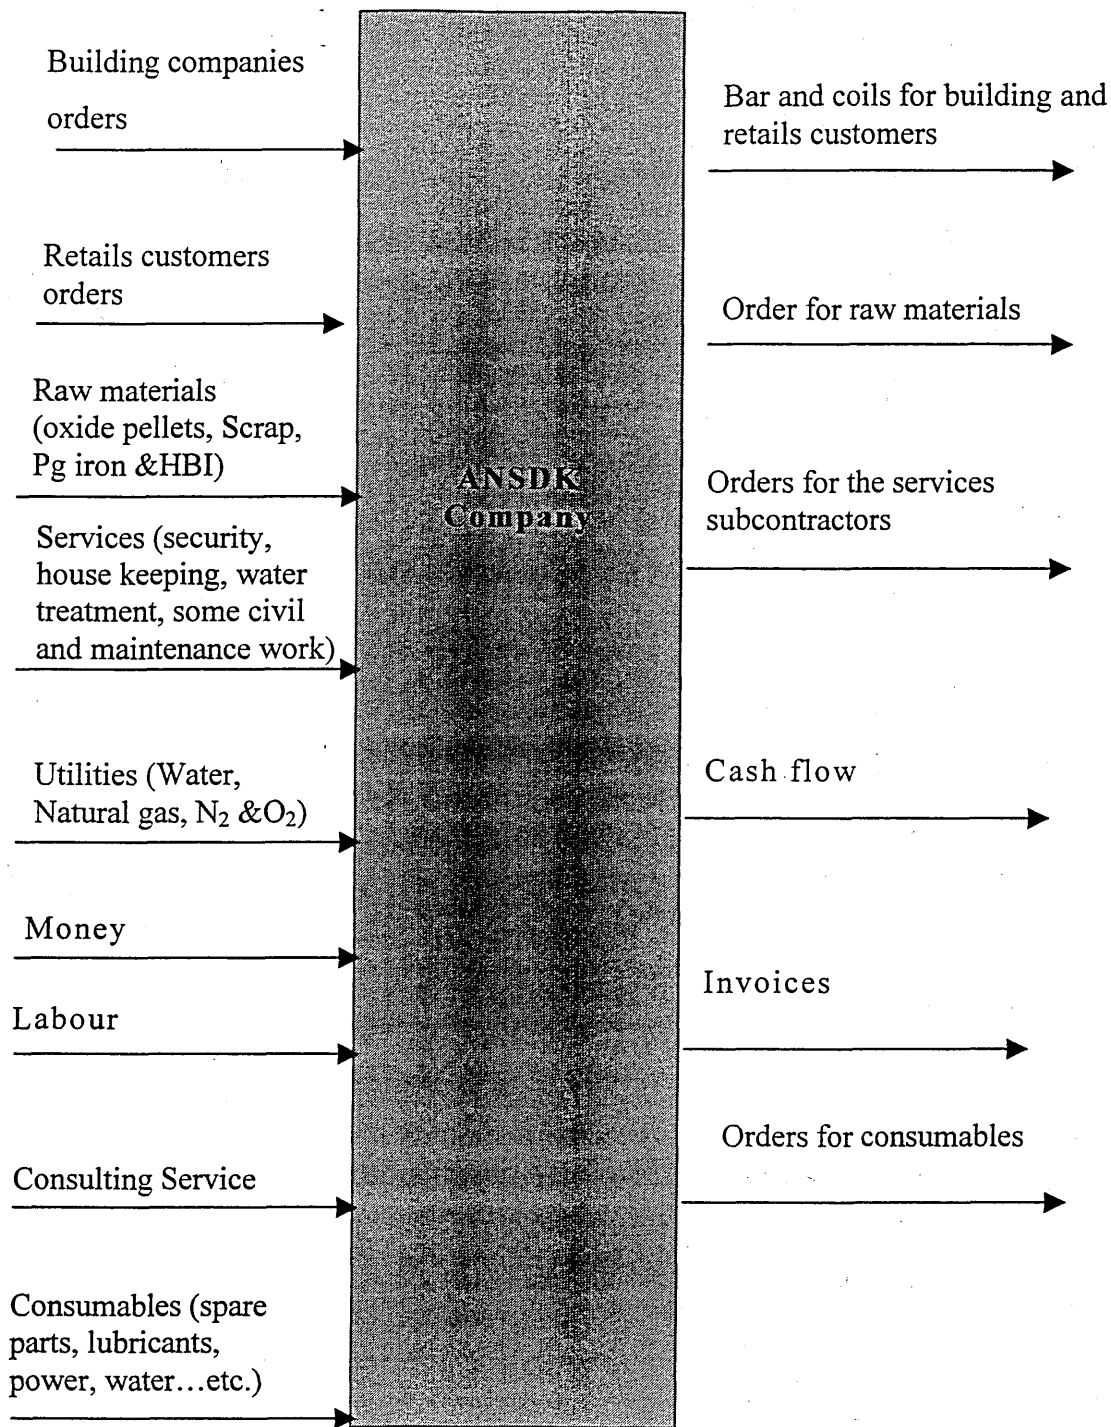 Building companies
orders
Retails customers
orders
Raw materials
(oxide pellets, Scrap,
Pg iron &HBI)
Services (security,
house keeping, water
treatment, some civil
and maintenance work)
Utilities (Water,
Natural gas, N₂ &O₂)
Money
Labour
Consulting Service
Consumables (spare
parts, lubricants,
power, water...etc.)
ANSDK
Company
Bar and coils for building and
retails customers
Order for raw materials
Orders for the services
subcontractors
Cash flow
Invoices
Orders for consumables